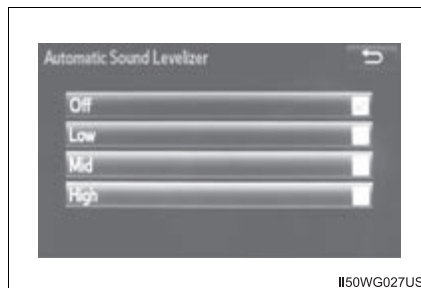 Automatic Sound Levelizer
Off
Low
Mid
High
II50WG027US